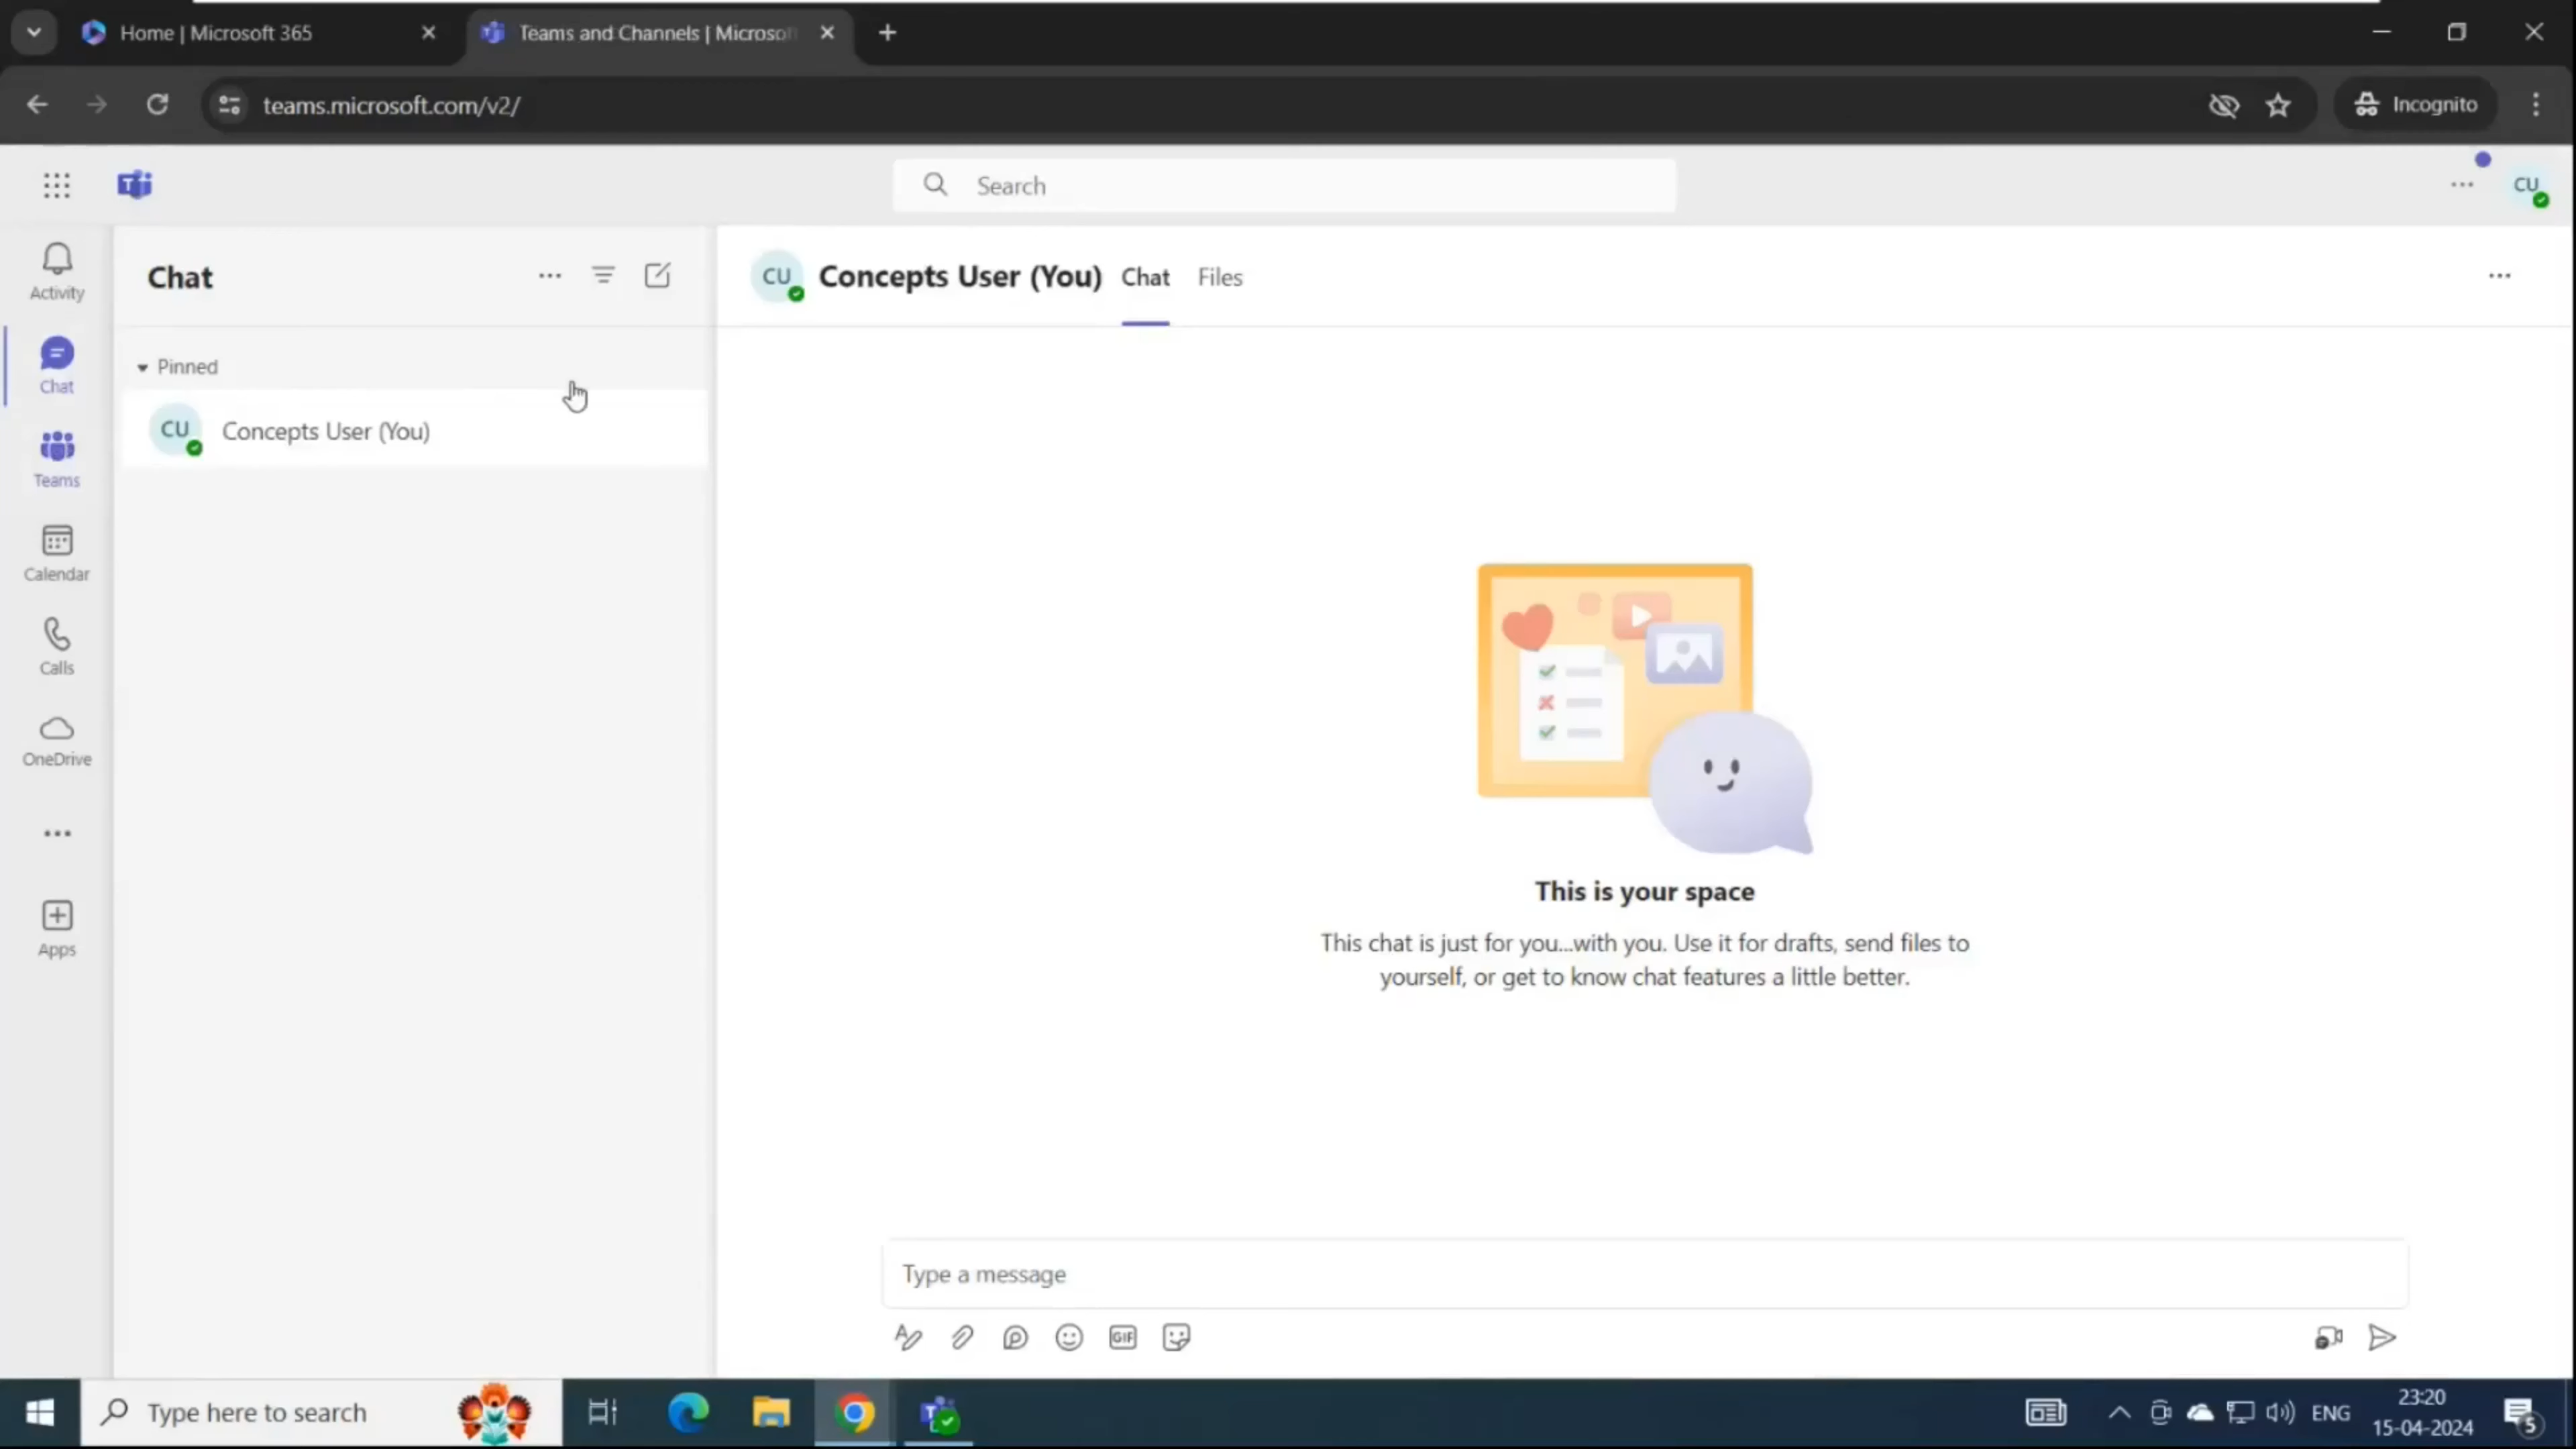 Home | Microsoft 365
Teams and Channels | Microsoft
teams.microsoft.com/v2/
Incognito
Search
CU
Activity
Chat
Teams
Calendar
Calls
OneDrive
Apps
Chat
Pinned
CU
Concepts User (You)
CU
Concepts User (You)
Chat
Files
This is your space
This chat is just for you...with you. Use it for drafts, send files to
yourself, or get to know chat features a little better.
Type a message
GIF
Type here to search
ENG
23:20
15-04-2024
5